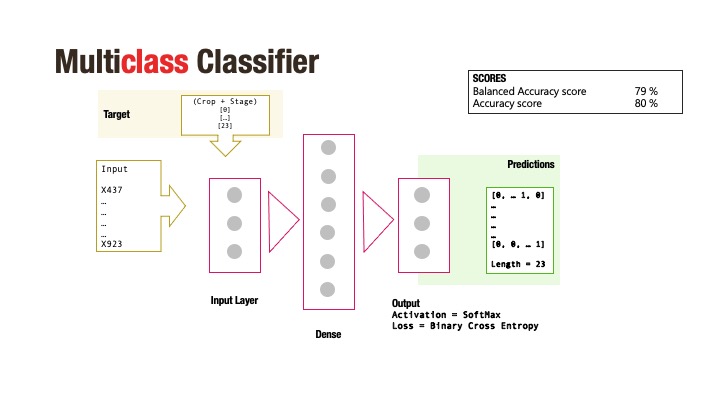 Multiclass Classifier
SCORES
Balanced Accuracy score 79 %
Accuracy score 80 %
Target
(Crop + Stage)
[0]
[…]
[23]
Input
X437
…
…
…
…
X923
Predictions
[0, … 1, 0]
…
…
…
…
[0, 0, … 1]
Length = 23
Input Layer
Dense
Output
Activation = SoftMax
Loss = Binary Cross Entropy